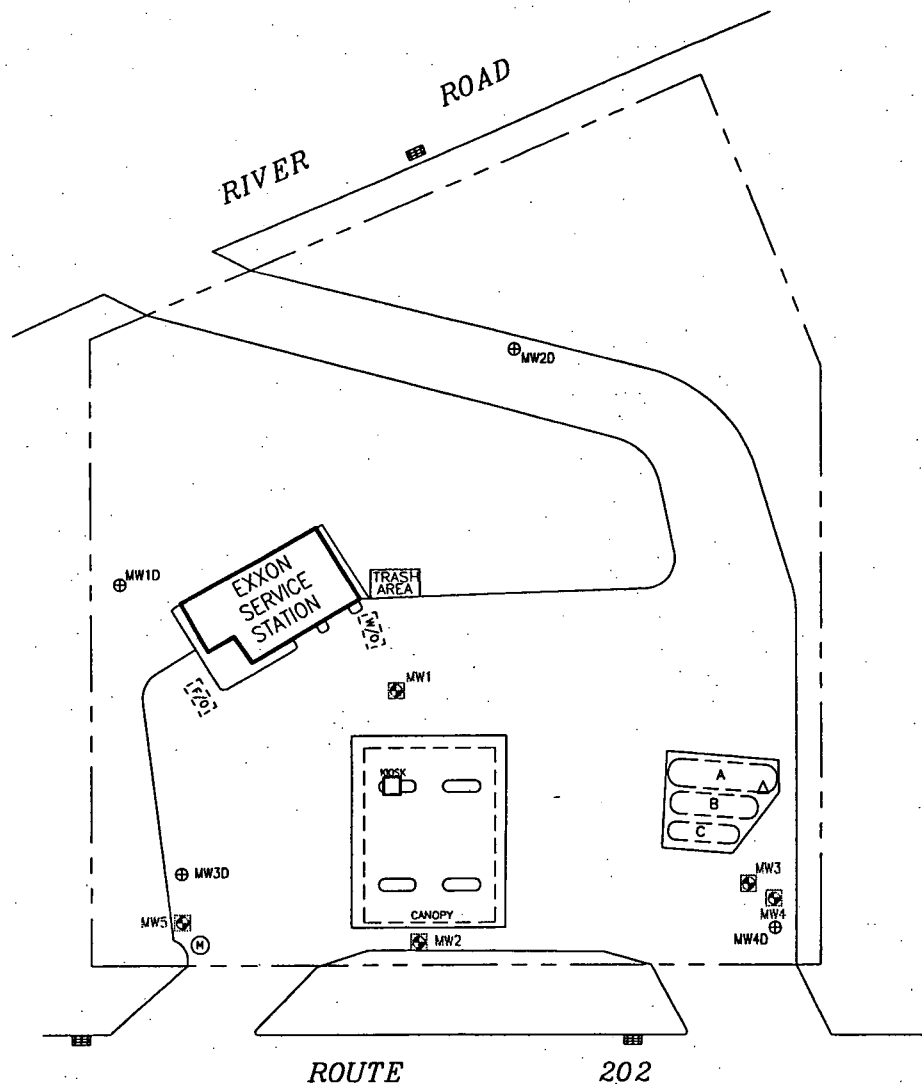 ROAD
RIVER
MW2D
MW1D
EXXON
SERVICE
STATION
TRASH
AREA
W/O
F/O
MW1
KIOSK
A
B
C
MW3D
MW3
MW5
MW4
CANOPY
M
MW2
MW4D
ROUTE 202